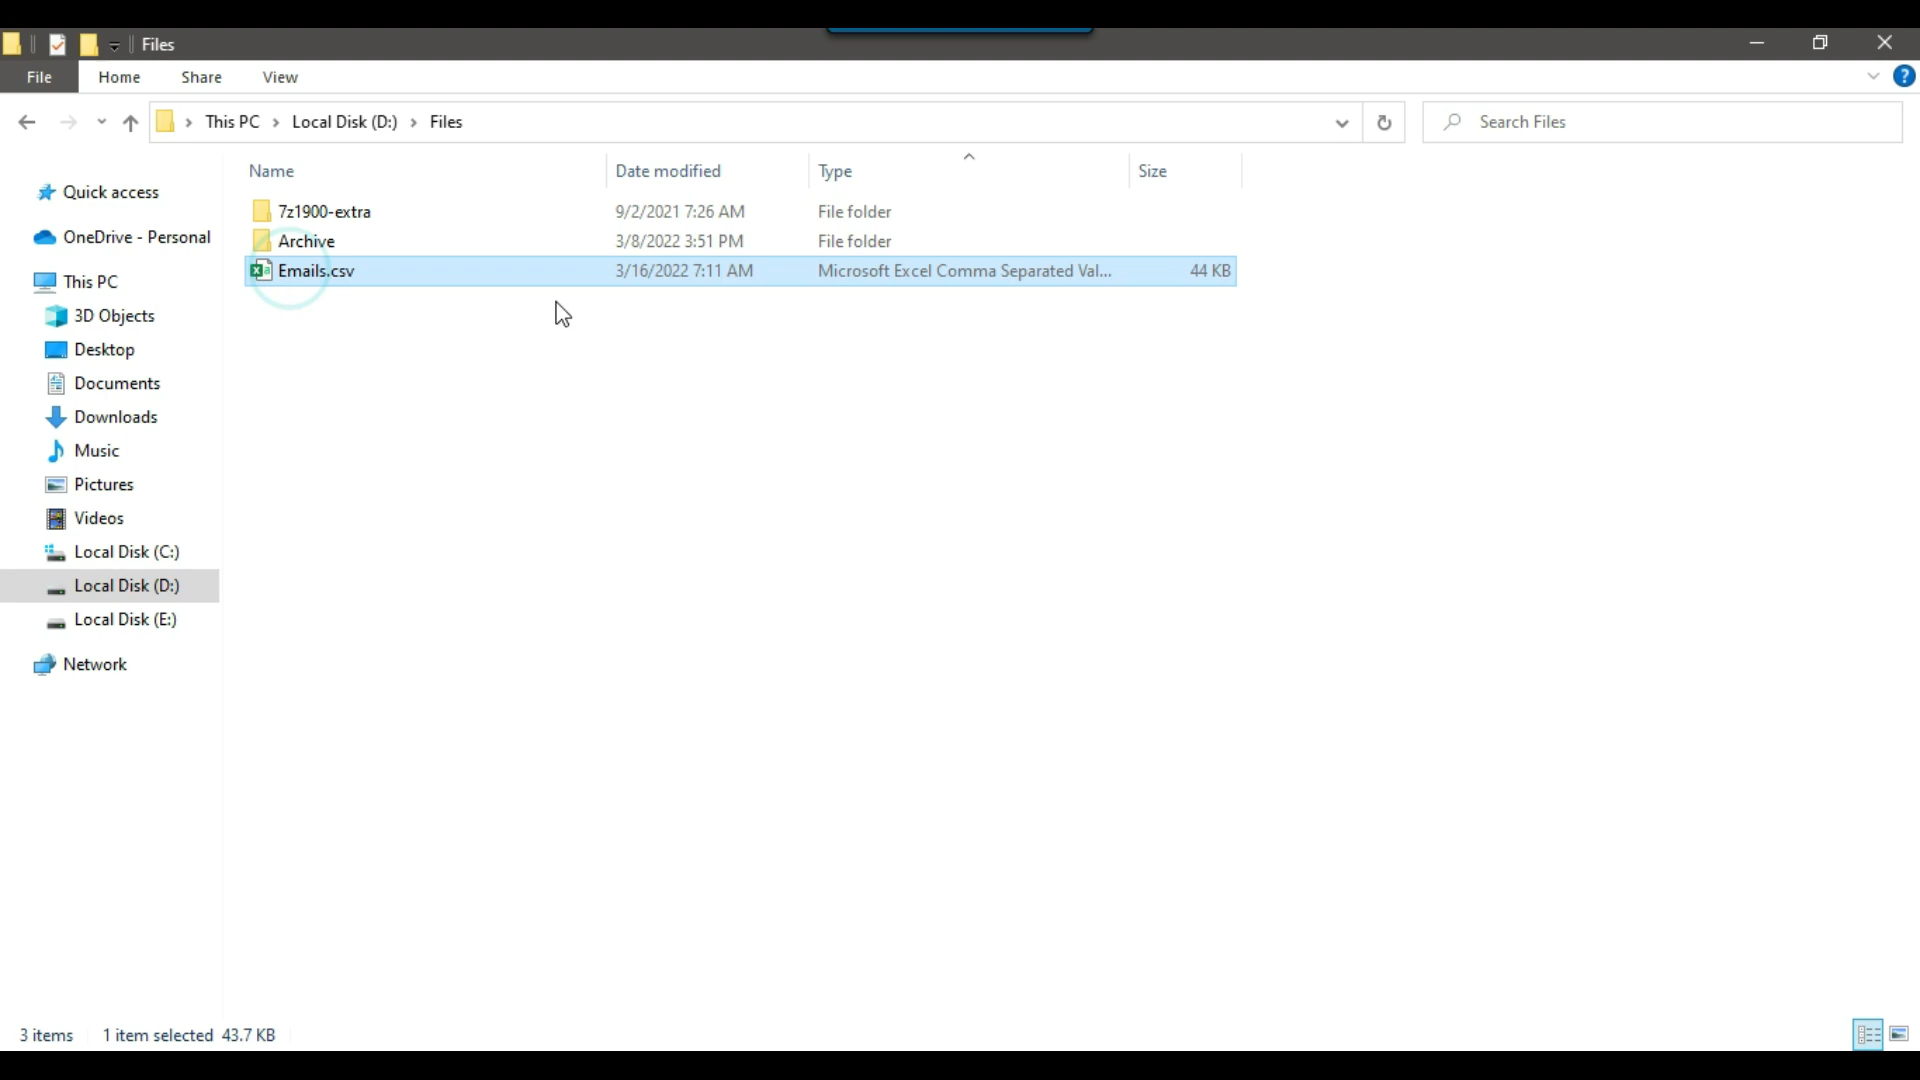 Files
File Home Share View
This PC > Local Disk (D:) > Files
Search Files
Name Date modified Type Size
7z1900-extra 9/2/2021 7:26 AM File folder
Archive 3/8/2022 3:51 PM File folder
Emails.csv 3/16/2022 7:11 AM Microsoft Excel Comma Separated Val... 44 KB
Quick access
OneDrive - Personal
This PC
3D Objects
Desktop
Documents
Downloads
Music
Pictures
Videos
Local Disk (C:)
Local Disk (D:)
Local Disk (E:)
Network
3 items 1 item selected 43.7 KB